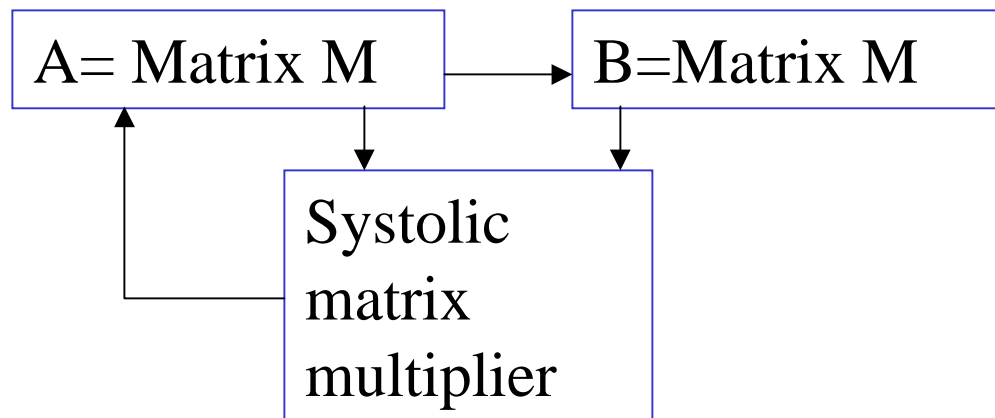 A= Matrix M
B=Matrix M
Systolic
matrix
multiplier